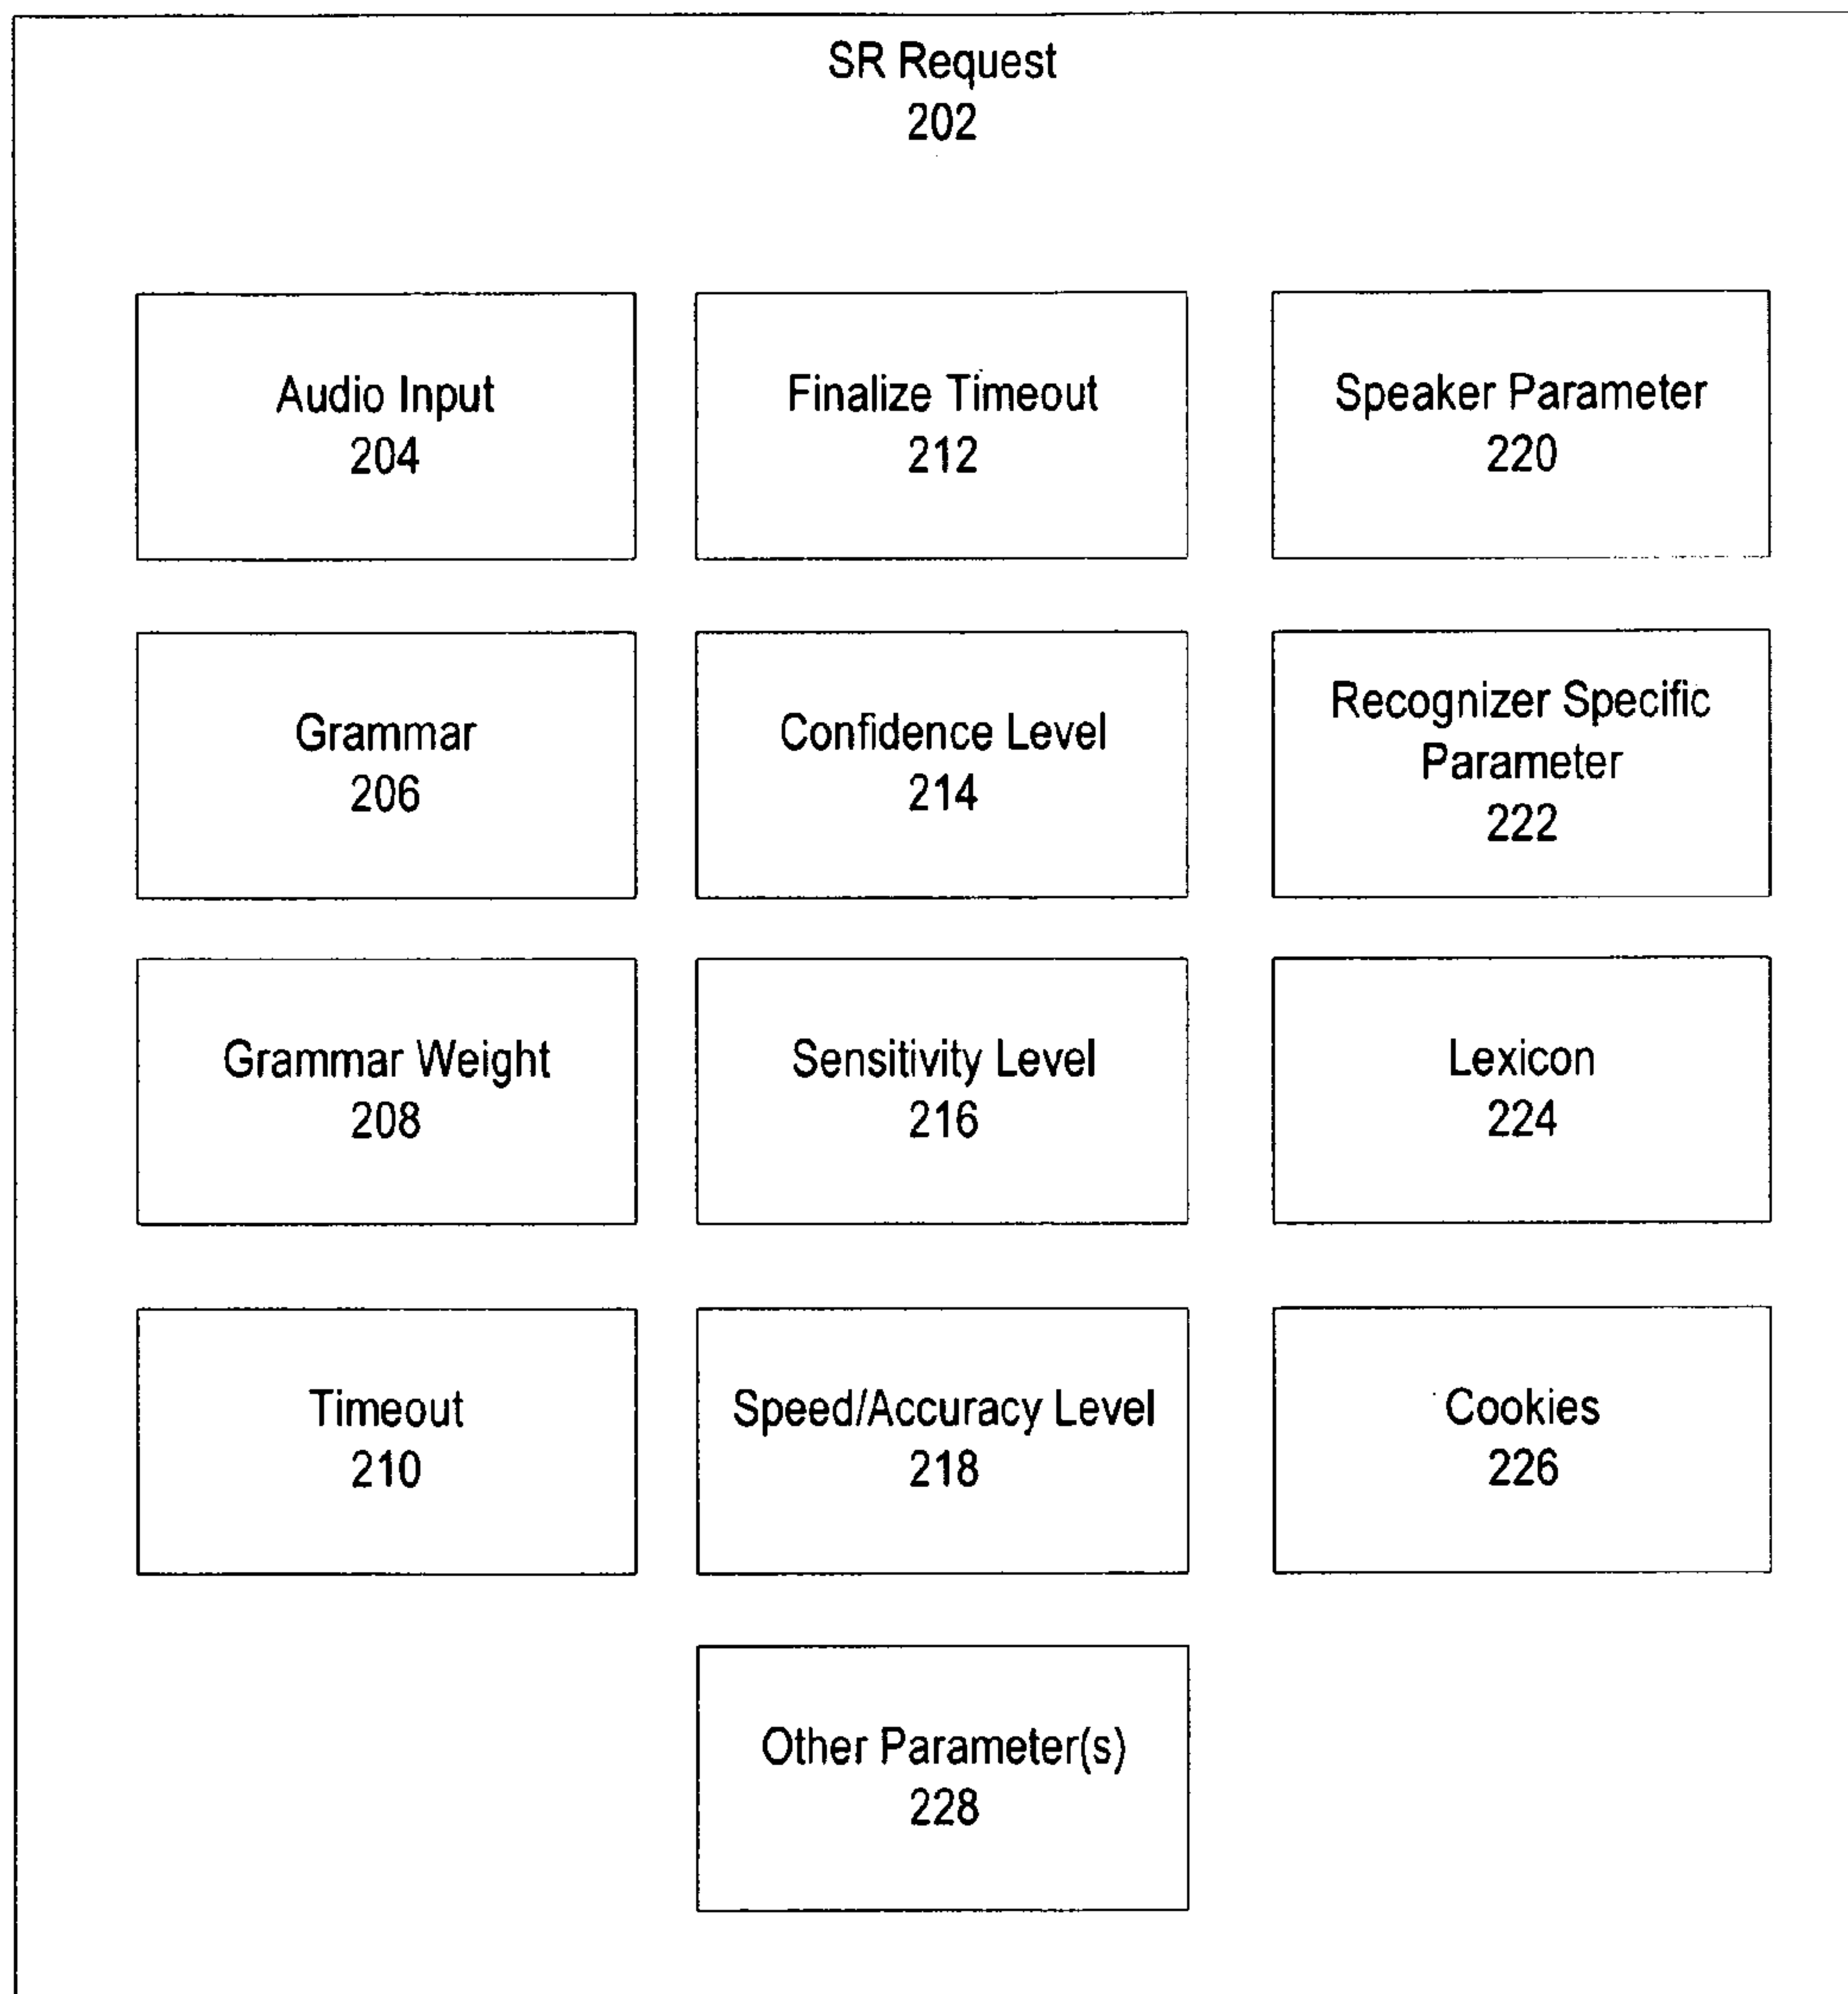 SR Request
202
Audio Input
204
Finalize Timeout
212
Speaker Parameter
220
Grammar
206
Confidence Level
214
Recognizer Specific
Parameter
222
Grammar Weight
208
Sensitivity Level
216
Lexicon
224
Timeout
210
Speed/Accuracy Level
218
Cookies
226
Other Parameter(s)
228